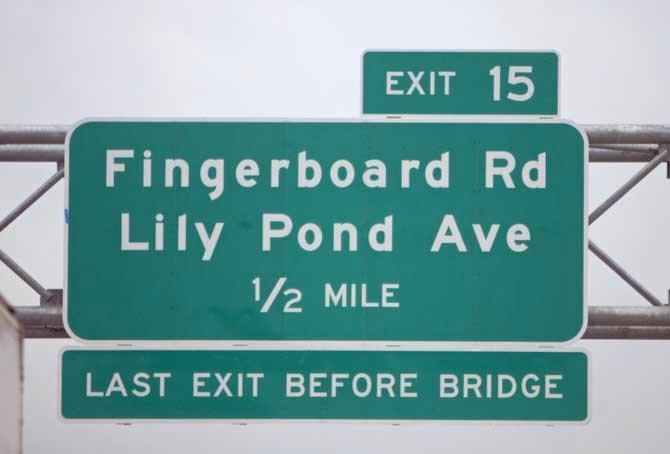 EXIT 15
Fingerboard Rd
Lily Pond Ave
1/2 MILE
LAST EXIT BEFORE BRIDGE